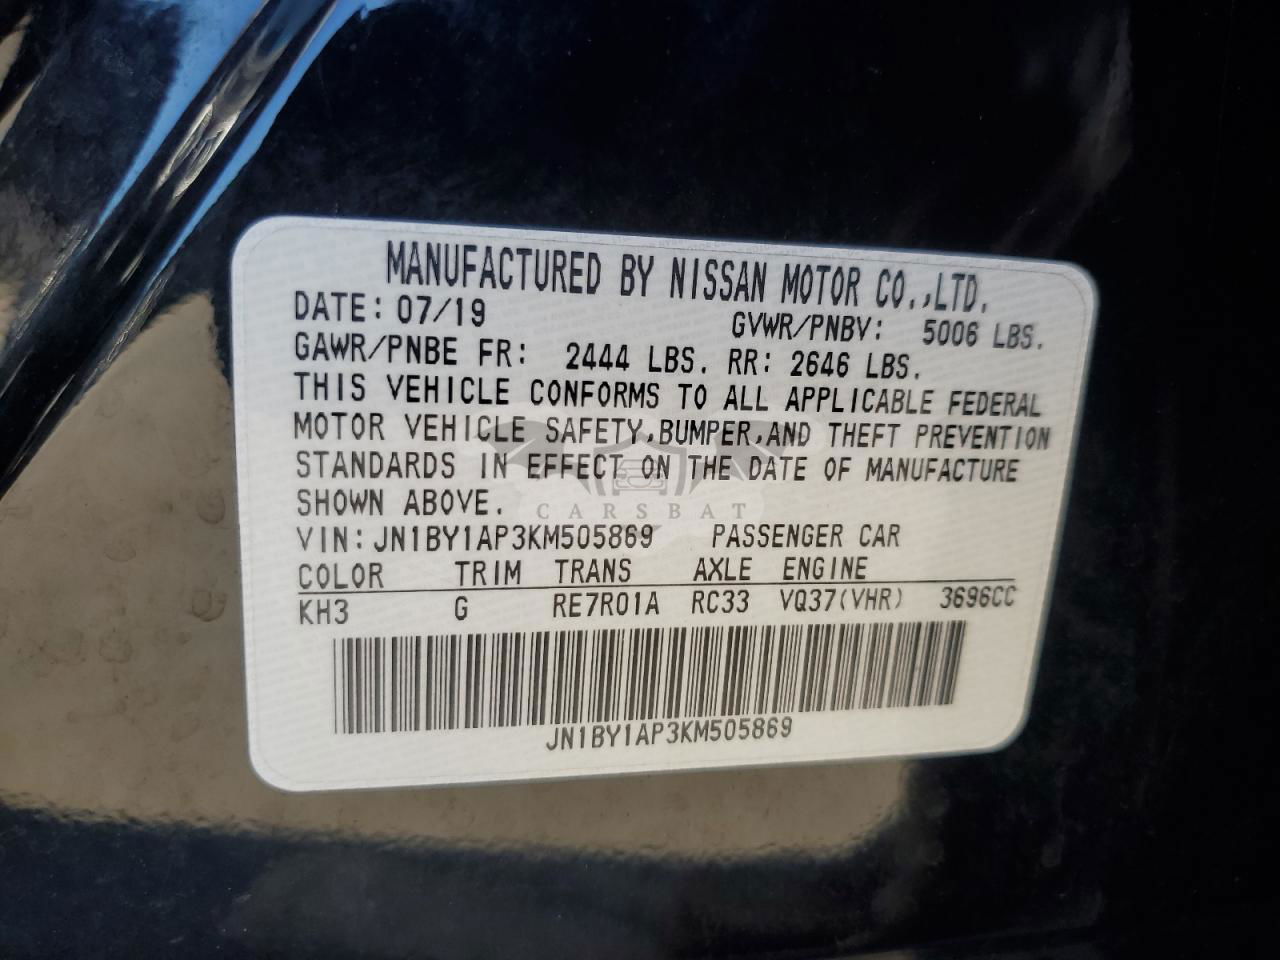 MANUFACTURED BY NISSAN MOTOR CO.,LTD.
DATE: 07/19 GVWR/PNBV: 5006 LBS.
GAWR/PNBE FR: 2444 LBS. RR: 2646 LBS.
THIS VEHICLE CONFORMS TO ALL APPLICABLE FEDERAL
MOTOR VEHICLE SAFETY,BUMPER,AND THEFT PREVENTION
STANDARDS IN EFFECT ON THE DATE OF MANUFACTURE
SHOWN ABOVE.
CARSBAT
VIN: JN1BY1AP3KM505869 PASSENGER CAR
COLOR TRIM TRANS AXLE ENGINE
KH3 G RE7R01A RC33 VQ37(VHR) 3696CC
JN1BY1AP3KM505869